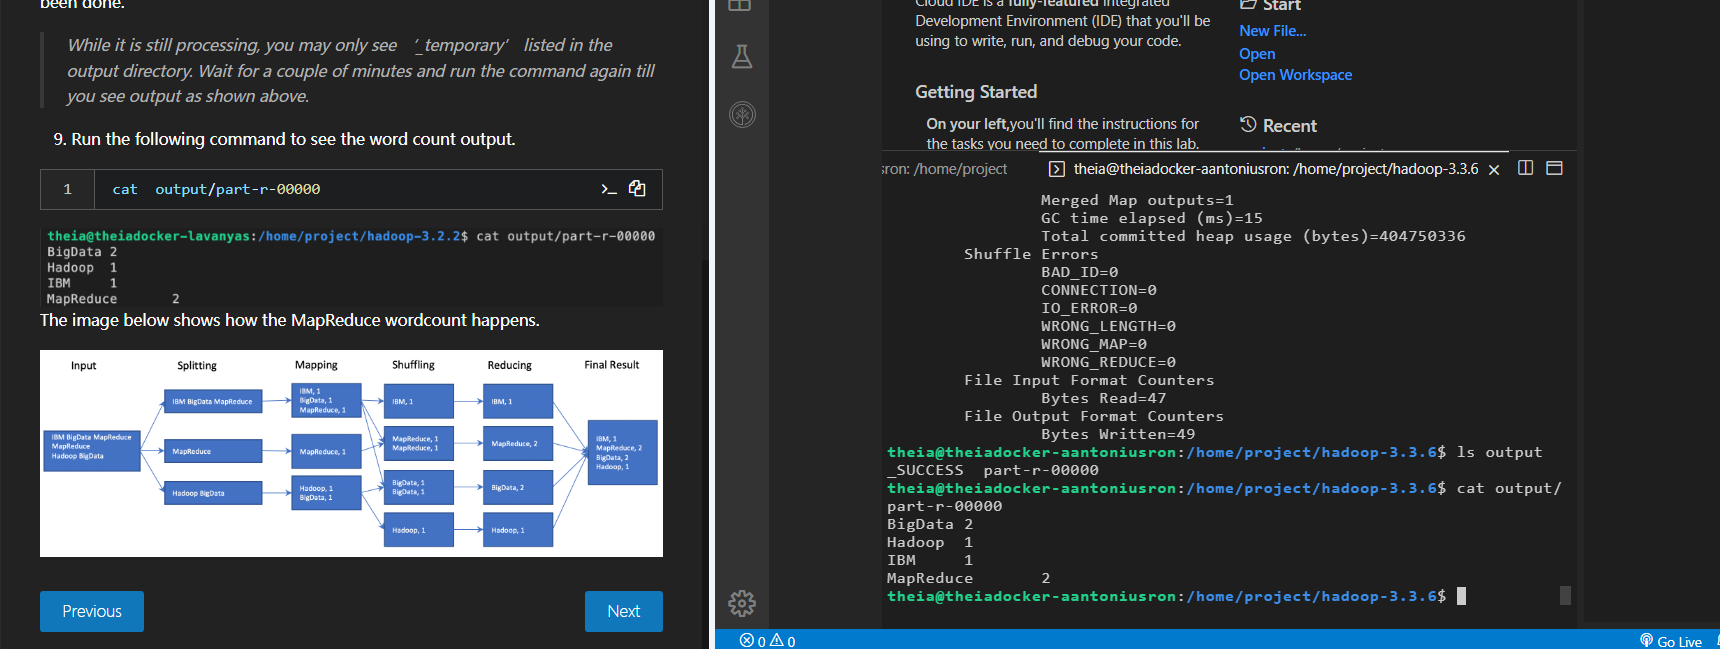 been done.
While it is still processing, you may only see '_temporary' listed in the
output directory. Wait for a couple of minutes and run the command again till
you see output as shown above.
9. Run the following command to see the word count output.
1 cat output/part-r-00000
theia@theiadocker-lavanyas:/home/project/hadoop-3.2.2$ cat output/part-r-00000
BigData 2
Hadoop 1
IBM 1
MapReduce 2
The image below shows how the MapReduce wordcount happens.
Input Splitting Mapping Shuffling Reducing Final Result
IBM BigData MapReduce
MapReduce
Hadoop BigData
IBM BigData MapReduce
MapReduce
Hadoop BigData
IBM, 1
BigData, 1
MapReduce, 1
MapReduce, 1
Hadoop, 1
BigData, 1
IBM, 1
MapReduce, 1
MapReduce, 1
BigData, 1
BigData, 1
Hadoop, 1
IBM, 1
MapReduce, 2
BigData, 2
Hadoop, 1
IBM, 1
MapReduce, 2
BigData, 2
Hadoop, 1
Previous
Next
Cloud IDE is a fully-featured Integrated
Development Environment (IDE) that you'll be
using to write, run, and debug your code.
Getting Started
On your left,you'll find the instructions for
the tasks you need to complete in this lab.
Start
New File...
Open
Open Workspace
Recent
sron: /home/project
theia@theiadocker-aantoniusron: /home/project/hadoop-3.3.6
Merged Map outputs=1
GC time elapsed (ms)=15
Total committed heap usage (bytes)=404750336
Shuffle Errors
BAD_ID=0
CONNECTION=0
IO_ERROR=0
WRONG_LENGTH=0
WRONG_MAP=0
WRONG_REDUCE=0
File Input Format Counters
Bytes Read=47
File Output Format Counters
Bytes Written=49
theia@theiadocker-aantoniusron:/home/project/hadoop-3.3.6$ ls output
_SUCCESS part-r-00000
theia@theiadocker-aantoniusron:/home/project/hadoop-3.3.6$ cat output/
part-r-00000
BigData 2
Hadoop 1
IBM 1
MapReduce 2
theia@theiadocker-aantoniusron:/home/project/hadoop-3.3.6$
0 0
Go Live